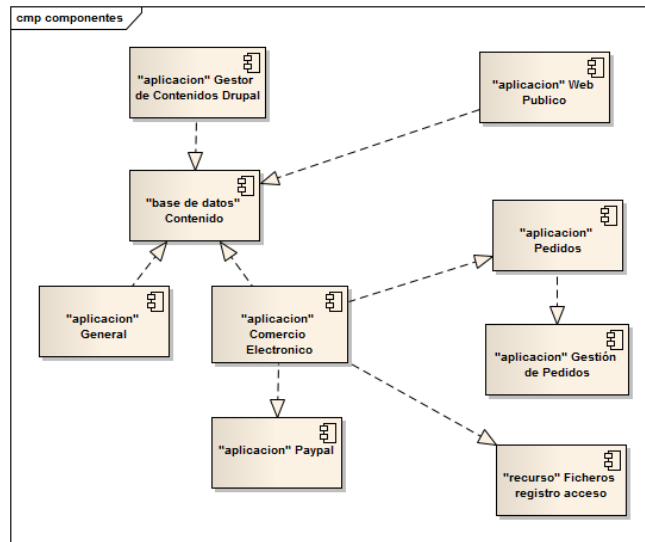 cmp componentes
"aplicacion" Gestor
de Contenidos Drupal
"aplicacion" Web
Publico
"base de datos"
Contenido
"aplicacion"
Pedidos
"aplicacion"
General
"aplicacion"
Comercio
Electronico
"aplicacion" Gestión
de Pedidos
"aplicacion" Paypal
"recurso" Ficheros
registro acceso